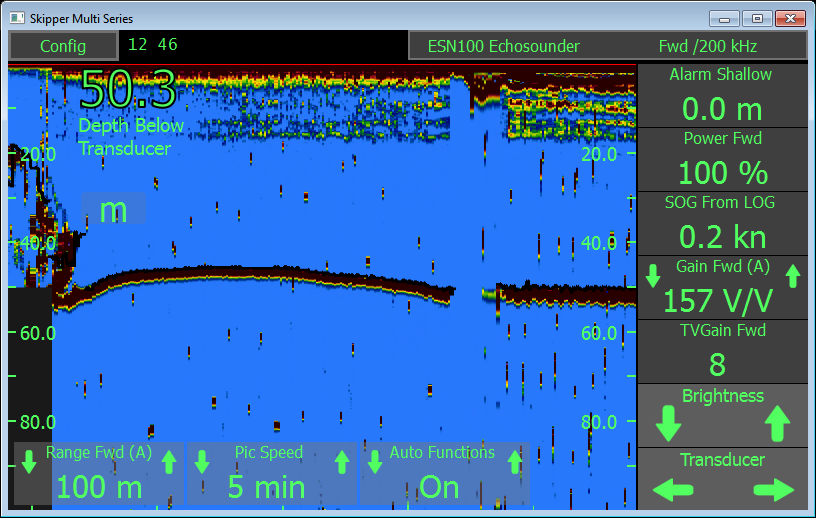 Skipper Multi Series
Config
12 46
ESN100 Echosounder
Fwd /200 kHz
50.3
Depth Below
Transducer
m
20.0
20.0
40.0
40.0
60.0
60.0
80.0
80.0
Alarm Shallow
0.0 m
Power Fwd
100 %
SOG From LOG
0.2 kn
Gain Fwd (A)
157 V/V
TVGain Fwd
8
Brightness
Transducer
Range Fwd (A)
100 m
Pic Speed
5 min
Auto Functions
On